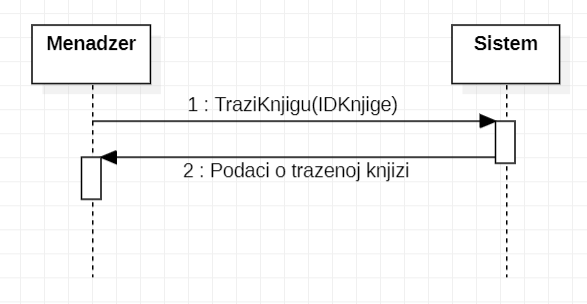 Menadzer
Sistem
1 : TraziKnjigu(IDKnjige)
2 : Podaci o trazenoj knjizi